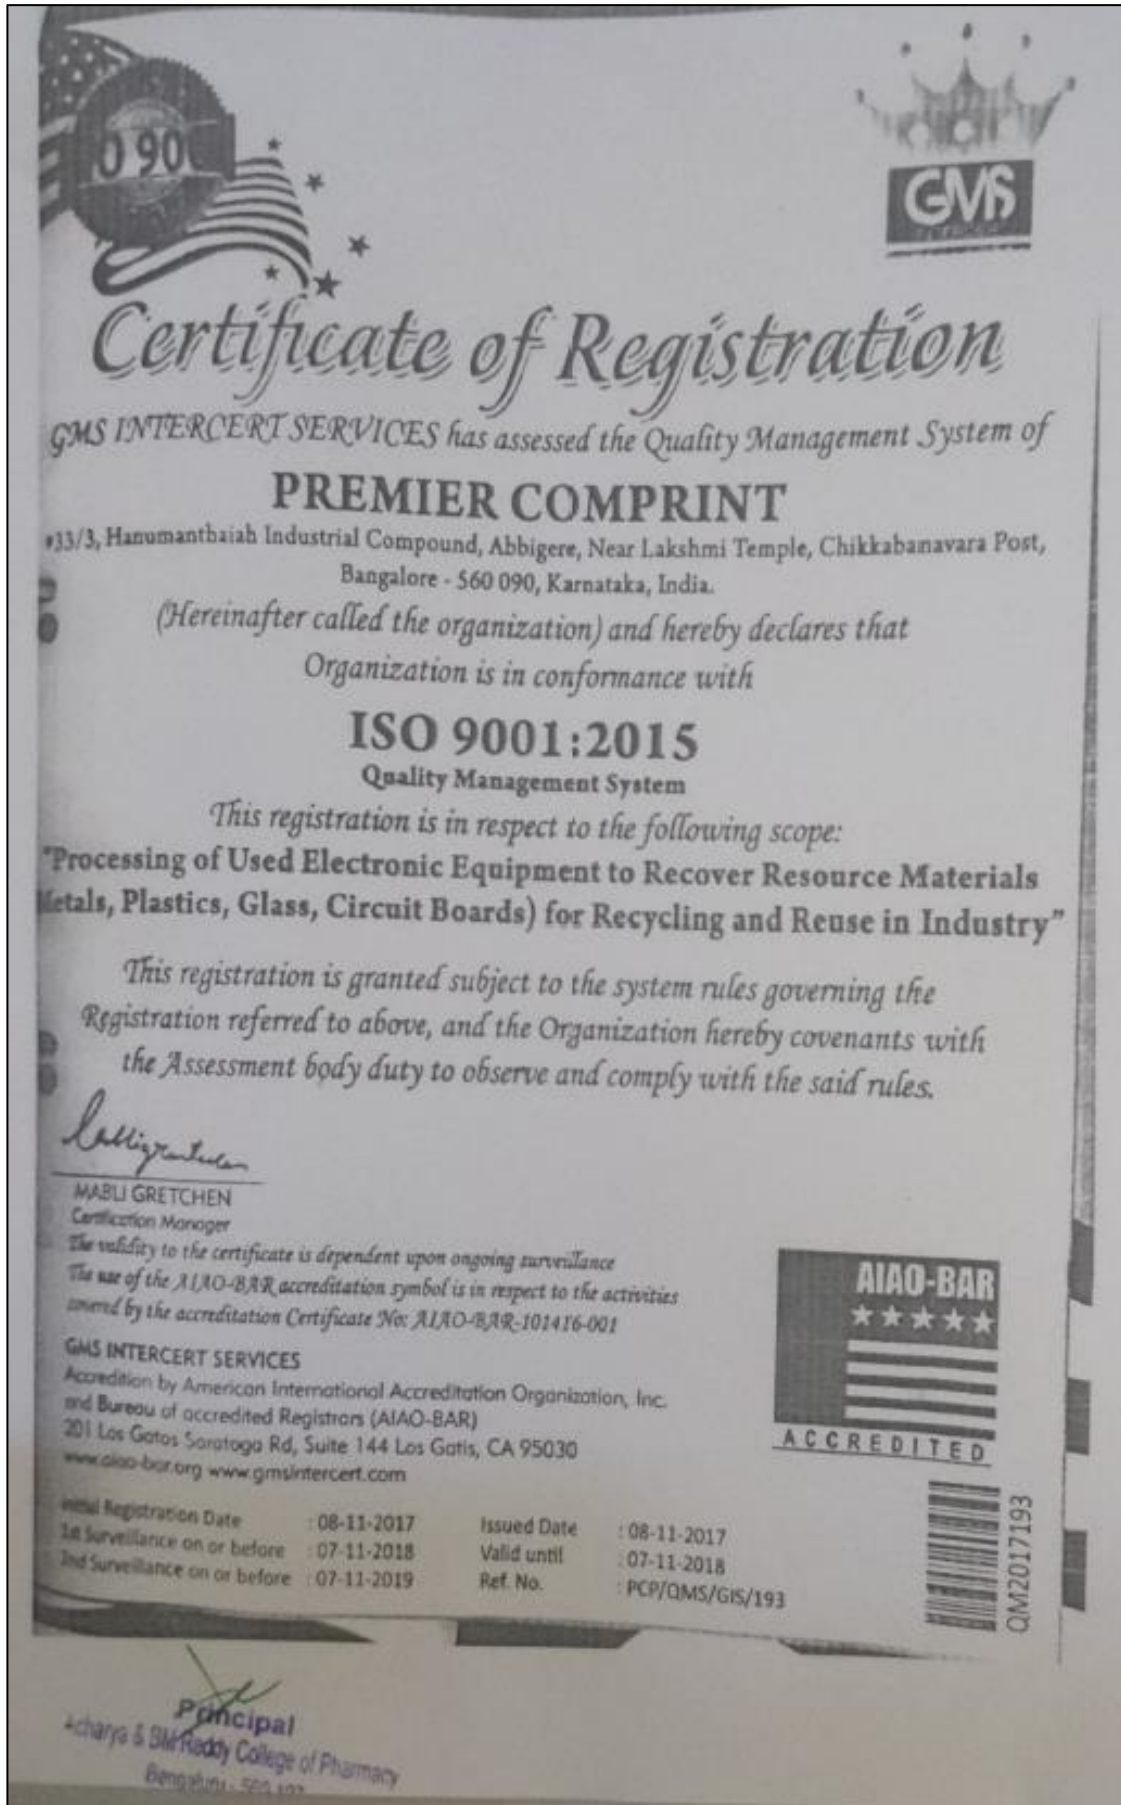 O 900
GMS
Certificate of Registration
GMS INTERCERT SERVICES has assessed the Quality Management System of
PREMIER COMPRINT
#33/3, Hanumanthaiah Industrial Compound, Abbigere, Near Lakshmi Temple, Chikkabanavara Post,
Bangalore - 560 090, Karnataka, India.
(Hereinafter called the organization) and hereby declares that
Organization is in conformance with
ISO 9001:2015
Quality Management System
This registration is in respect to the following scope:
"Processing of Used Electronic Equipment to Recover Resource Materials
Metals, Plastics, Glass, Circuit Boards) for Recycling and Reuse in Industry"
This registration is granted subject to the system rules governing the
Registration referred to above, and the Organization hereby covenants with
the Assessment body duty to observe and comply with the said rules.
MABLI GRETCHEN
Certification Manager
The validity to the certificate is dependent upon ongoing surveillance
The use of the AIAO-BAR accreditation symbol is in respect to the activities
covered by the accreditation Certificate No: AIAO-BAR-101416-001
GMS INTERCERT SERVICES
Accredition by American International Accreditation Organization, Inc.
and Bureau of accredited Registrars (AIAO-BAR)
201 Los Gatos Saratoga Rd, Suite 144 Los Gatis, CA 95030
www.aiao-bar.org www.gmsintercert.com
AIAO-BAR
ACCREDITED
Initial Registration Date : 08-11-2017 Issued Date : 08-11-2017
1st Surveillance on or before : 07-11-2018 Valid until : 07-11-2018
2nd Surveillance on or before : 07-11-2019 Ref. No. : PCP/QMS/GIS/193
QM2017193
Principal
Acharya & BM Reddy College of Pharmacy
Bengaluru - 560 107